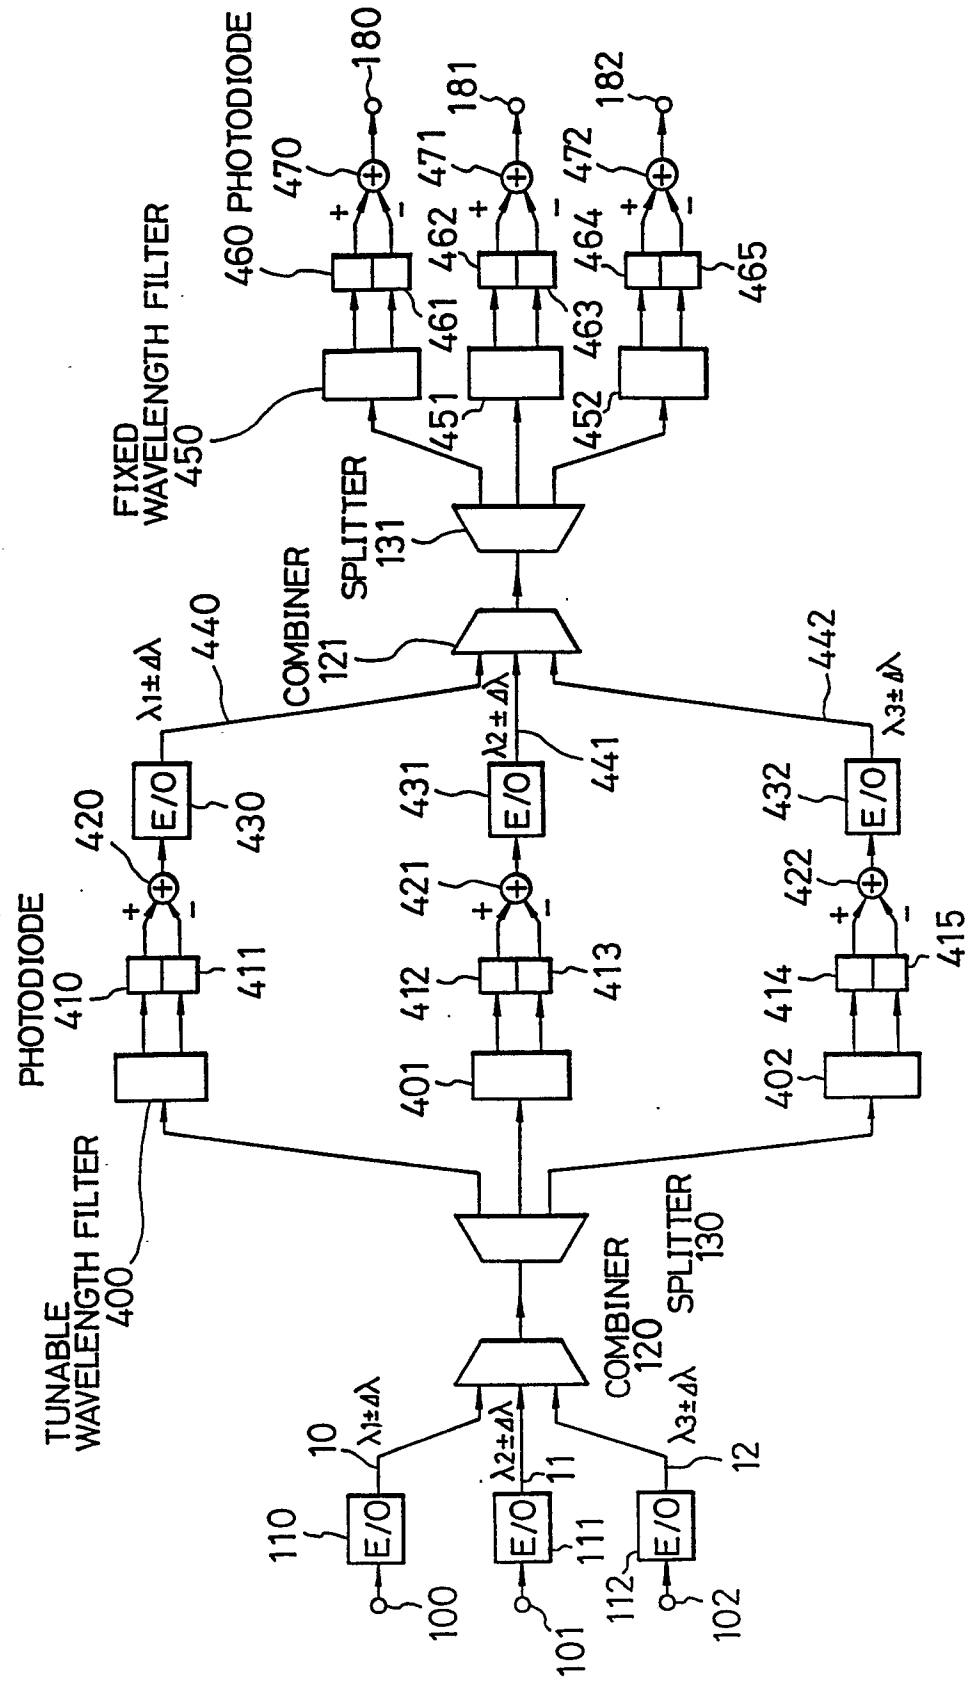 TUNABLE
WAVELENGTH FILTER
400
PHOTODIODE
410
411
+
−
420
E/O
430
λ1±Δλ
440
COMBINER
121
SPLITTER
131
FIXED
WAVELENGTH FILTER
450
460 PHOTODIODE
461
+
−
470
180
110
E/O
100
10
λ1±Δλ
E/O
111
101
λ2±Δλ
11
112
E/O
102
λ3±Δλ
12
COMBINER
120
SPLITTER
130
401
412
413
+
−
421
E/O
431
λ2±Δλ
441
451
462
463
+
−
471
181
402
414
415
+
−
422
E/O
432
λ3±Δλ
442
452
464
465
+
−
472
182